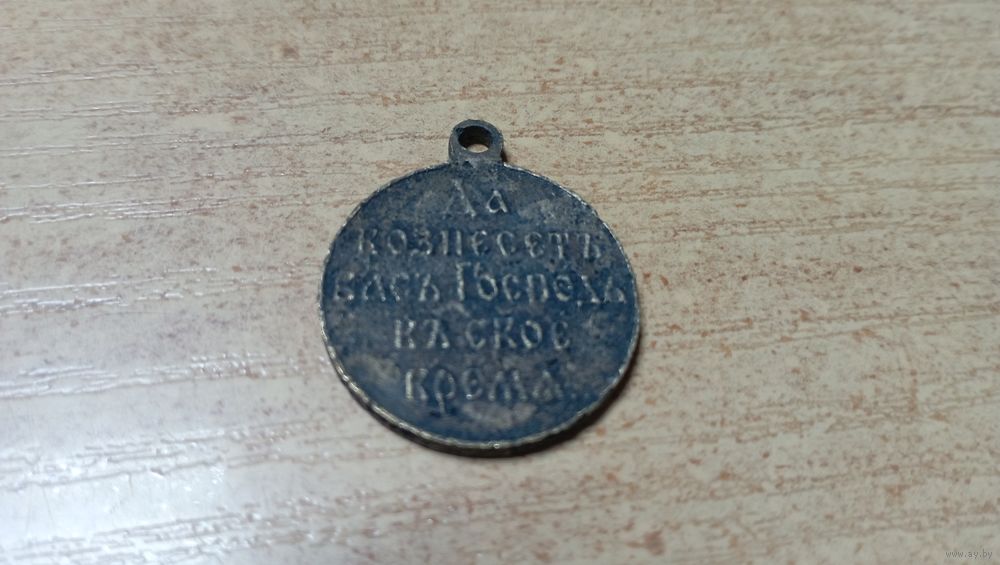 Да
вознесетъ
васъ Господь
въ свое
время.
www.ay.by